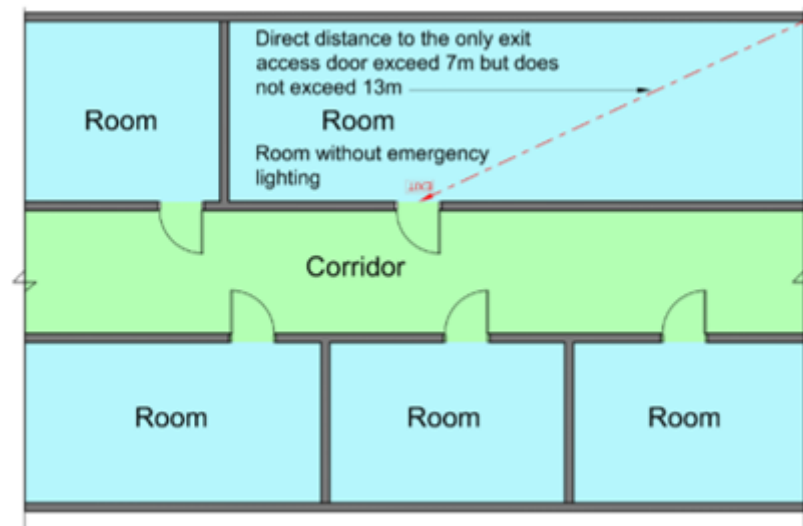 Direct distance to the only exit
access door exceed 7m but does
not exceed 13m
Room
Room
Room without emergency
lighting
EXIT
Corridor
Room
Room
Room